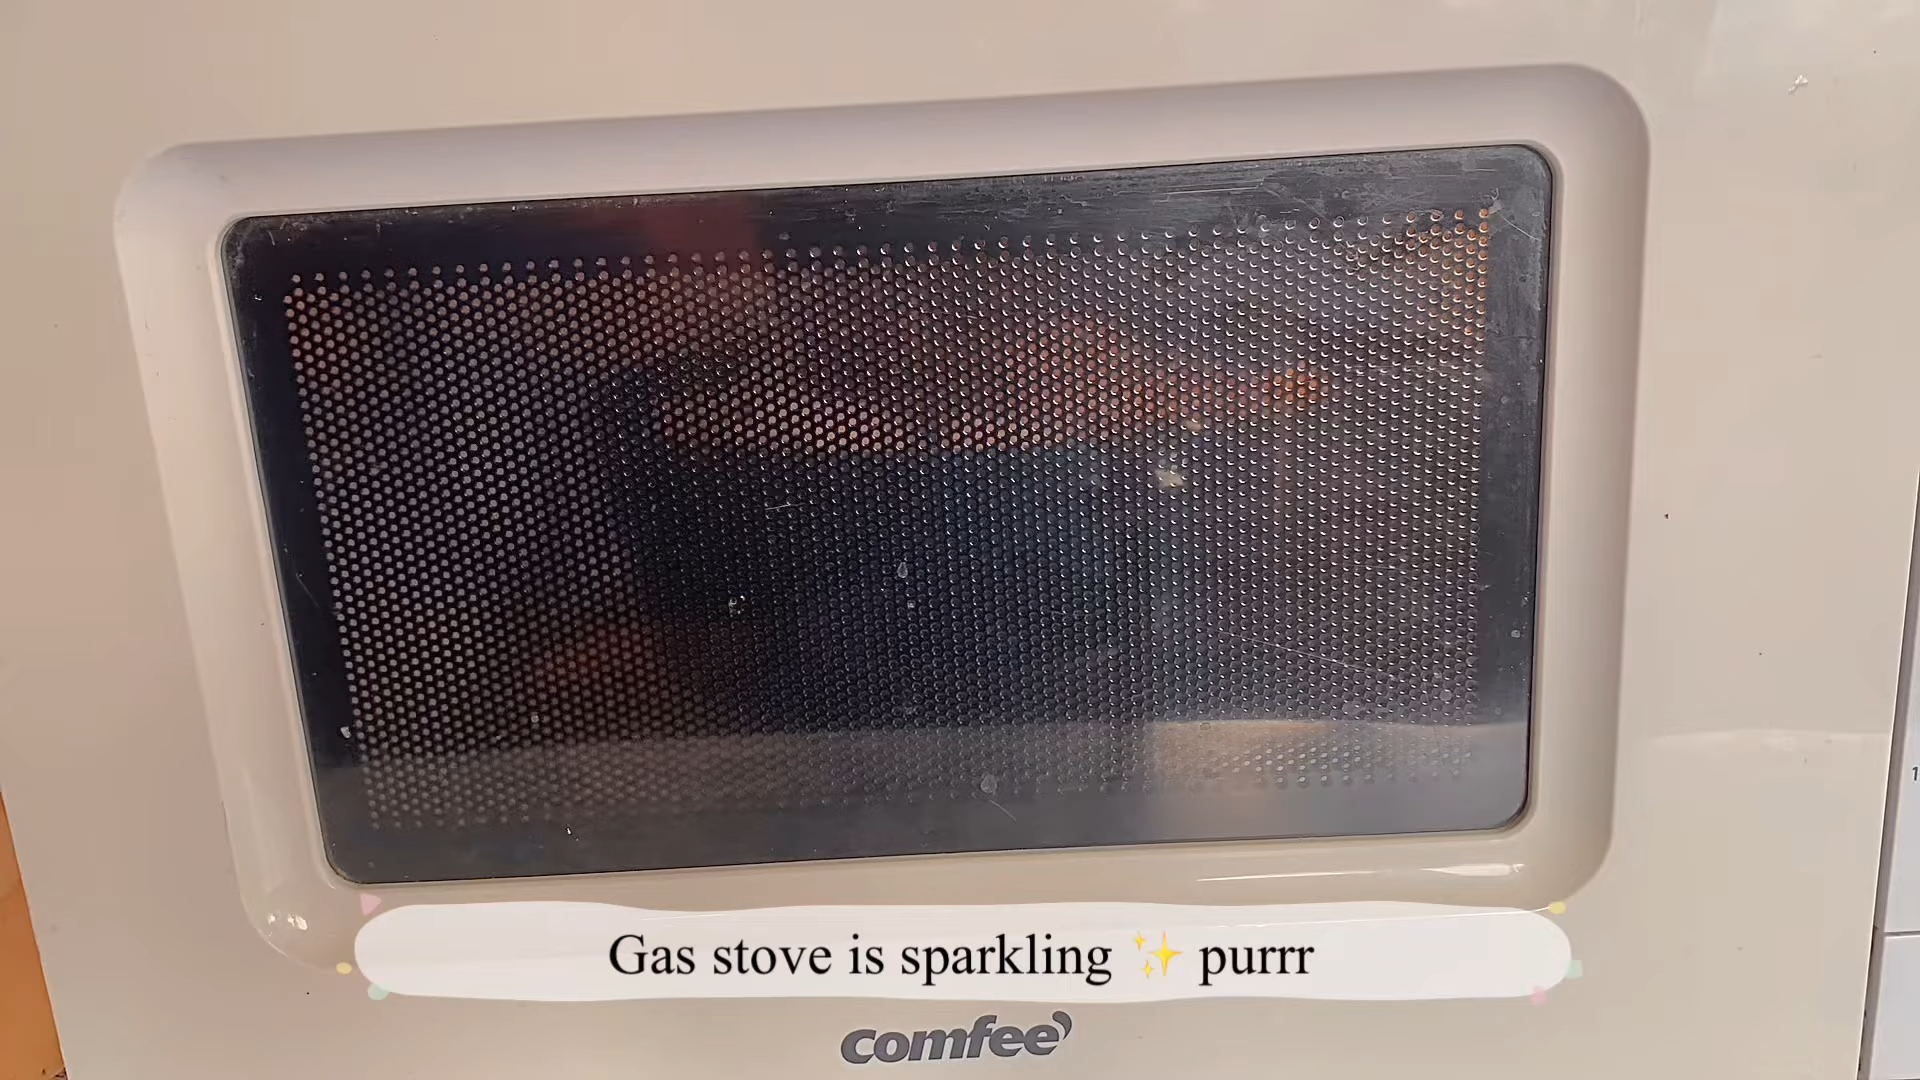 Gas stove is sparkling ✨ purrr
comfee'